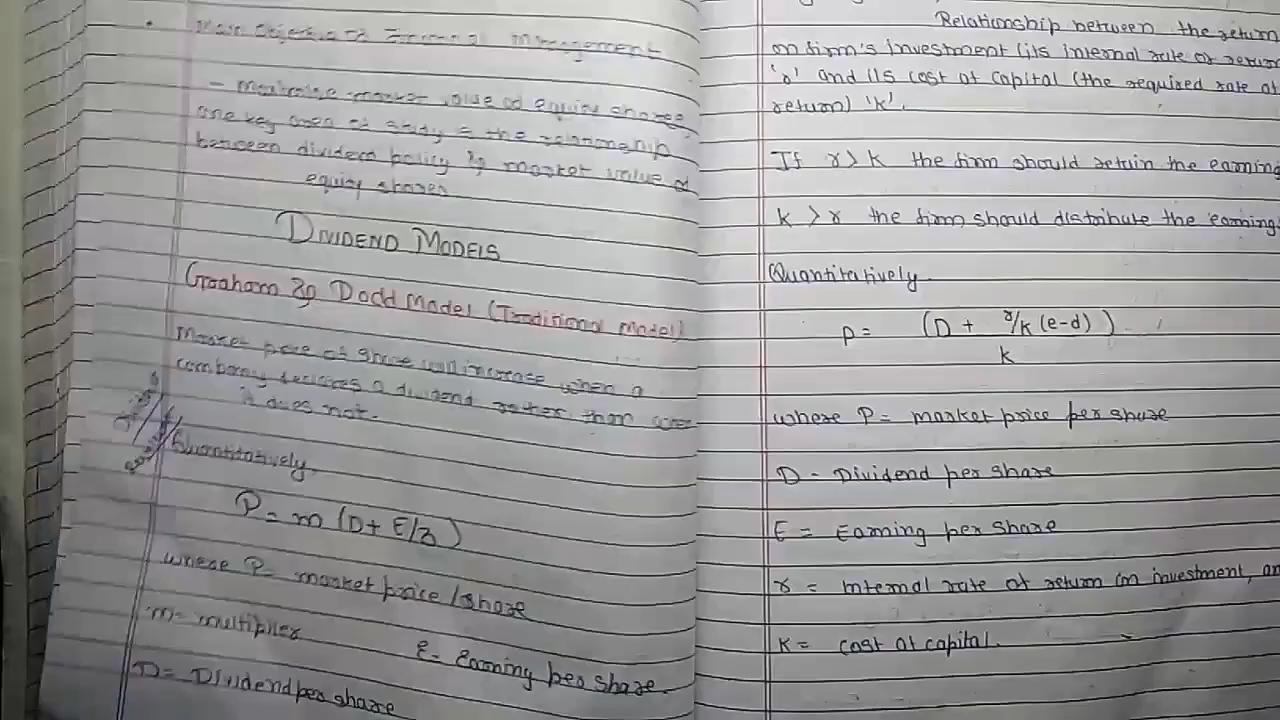 Main Objective of Financial Management
- Maximise market value of equity shares
one key area of study = the relationship
between dividend policy & market value of
equity shares
DIVIDEND MODELS
Graham & Dodd Model (Traditional Model)
Market price of share will increase when a
company declares a dividend rather than when
it does not.
Quantitatively,
P = m (D + E/3)
where P = market price / share
m = multiplier
E = Earning per share.
D = Dividend per share
Relationship between the return
on firm's investment (its internal rate of return
'r' and its cost of capital (the required rate of
return) 'k'.
If r > k the firm should retain the earning
k > r the firm should distribute the earnings.
Quantitatively
P = (D + r/k (e-d))
k
where P = market price per share
D - Dividend per share
E = Earning per share
r = Internal rate of return on investment, an
K = cost of capital.